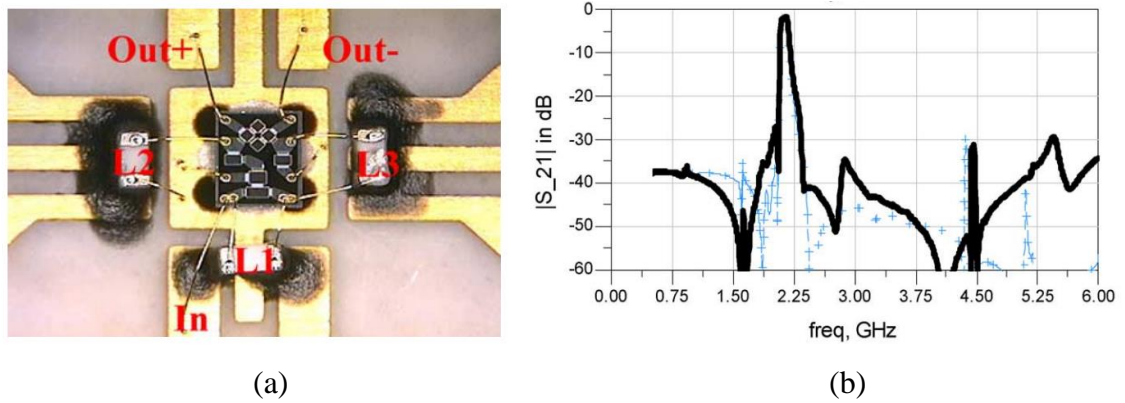 Out+ Out-
L2
L3
L1
In
(a)
|S_21| in dB
0
-10
-20
-30
-40
-50
-60
0.00 0.75 1.50 2.25 3.00 3.75 4.50 5.25 6.00
freq, GHz
(b)